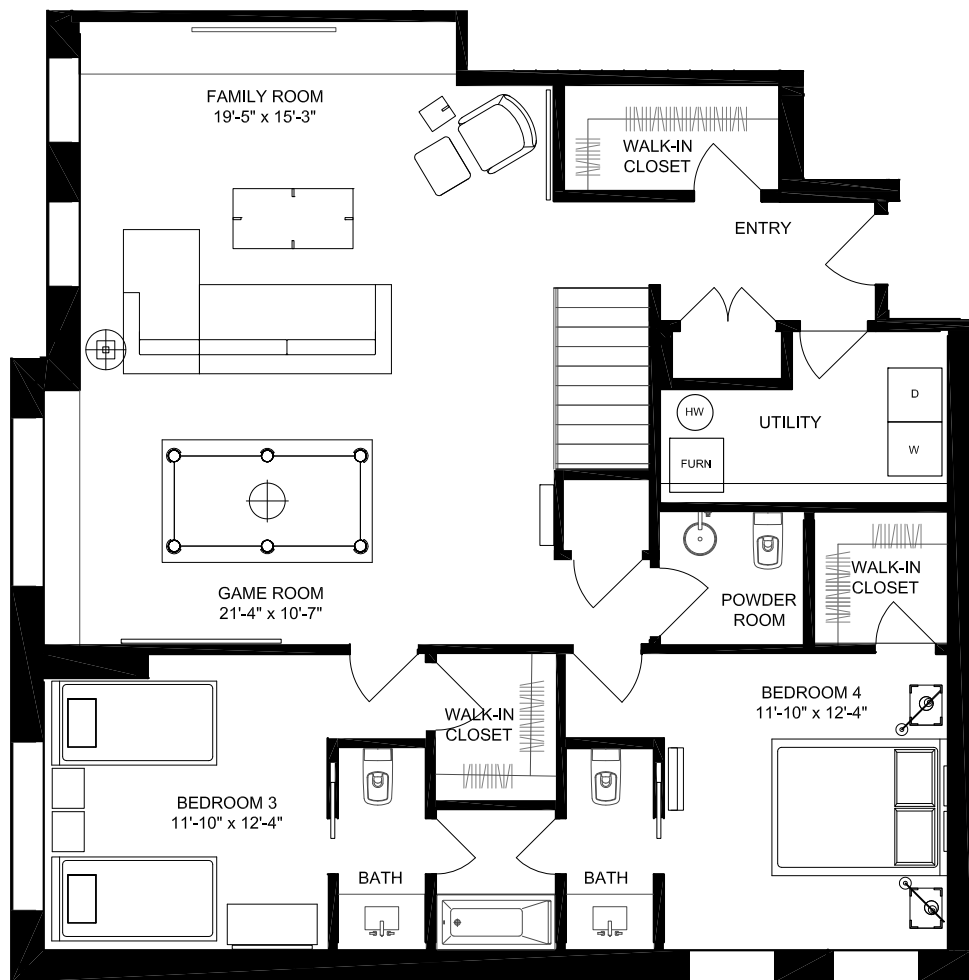 FAMILY ROOM
19'-5" x 15'-3"
WALK-IN
CLOSET
ENTRY
UTILITY
HW
FURN
D
W
GAME ROOM
21'-4" x 10'-7"
POWDER
ROOM
WALK-IN
CLOSET
WALK-IN
CLOSET
BEDROOM 4
11'-10" x 12'-4"
BEDROOM 3
11'-10" x 12'-4"
BATH
BATH